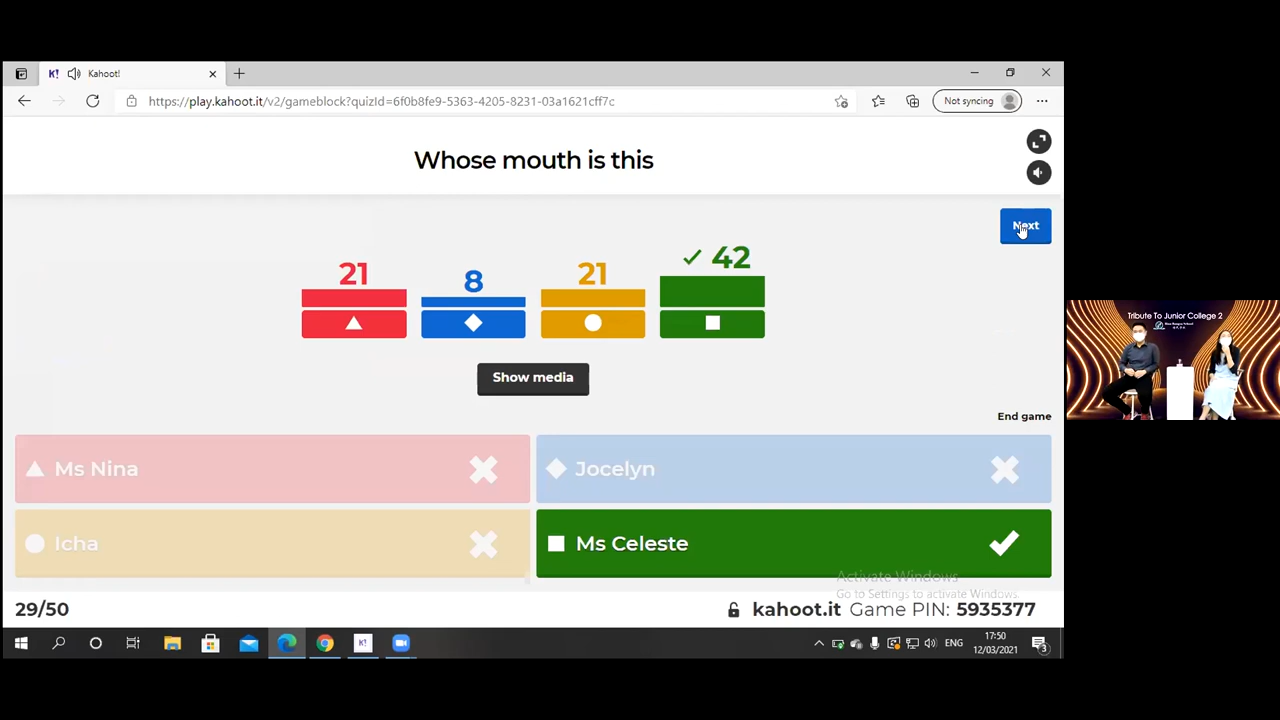 Kahoot!
https://play.kahoot.it/v2/gameblock?quizId=6f0b8fe9-5363-4205-8231-03a1621cff7c
Not syncing
Whose mouth is this
Next
21
8
21
42
Show media
End game
Ms Nina
Jocelyn
Icha
Ms Celeste
Activate Windows
Go to Settings to activate Windows.
29/50
kahoot.it Game PIN: 5935377
ENG
17:50
12/03/2021
3
Tribute To Junior College 2